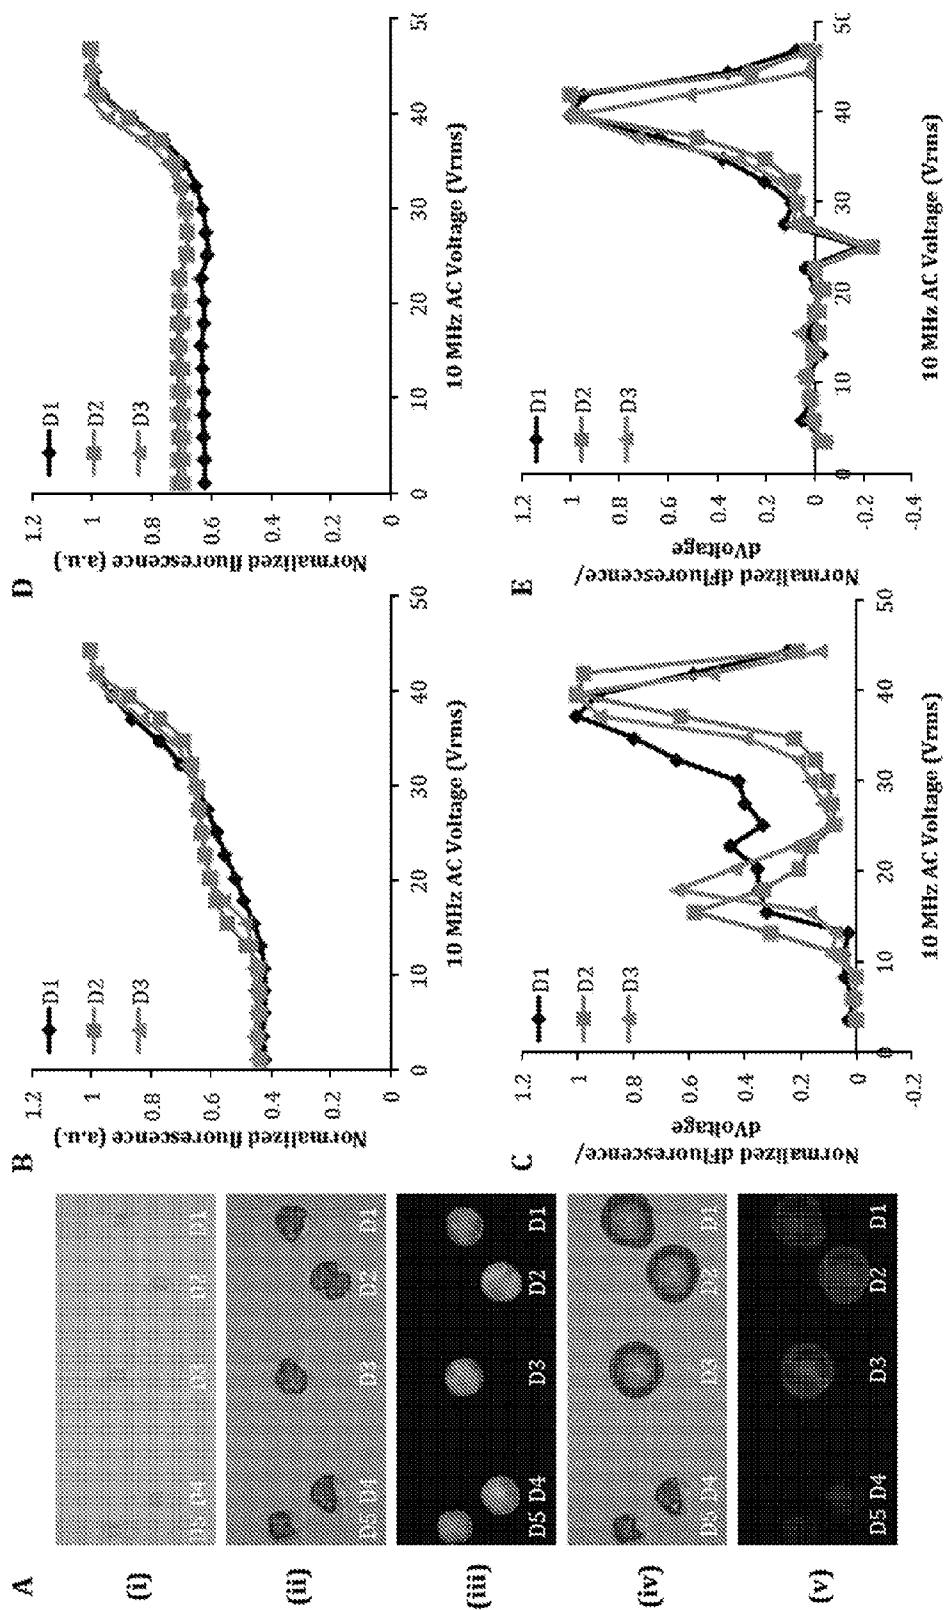 A
(i)
D5 D4 D3 D2 D1
(ii)
D5 D4 D3 D2 D1
(iii)
D5 D4 D3 D2 D1
(iv)
D3 D2 D1
(v)
D5 D4 D3 D2 D1
B
Normalized fluorescence (a.u.)
1.2
1
0.8
0.6
0.4
0.2
0
D1
D2
D3
0 10 20 30 40 50
10 MHz AC Voltage (Vrms)
C
Normalized dFluorescence/
dVoltage
1.2
1
0.8
0.6
0.4
0.2
0
-0.2
D1
D2
D3
0 10 20 30 40 50
10 MHz AC Voltage (Vrms)
D
Normalized fluorescence (a.u.)
1.2
1
0.8
0.6
0.4
0.2
0
D1
D2
D3
0 10 20 30 40 50
10 MHz AC Voltage (Vrms)
E
Normalized dFluorescence/
dVoltage
1.2
1
0.8
0.6
0.4
0.2
0
-0.2
-0.4
D1
D2
D3
0 10 20 30 40 50
10 MHz AC Voltage (Vrms)